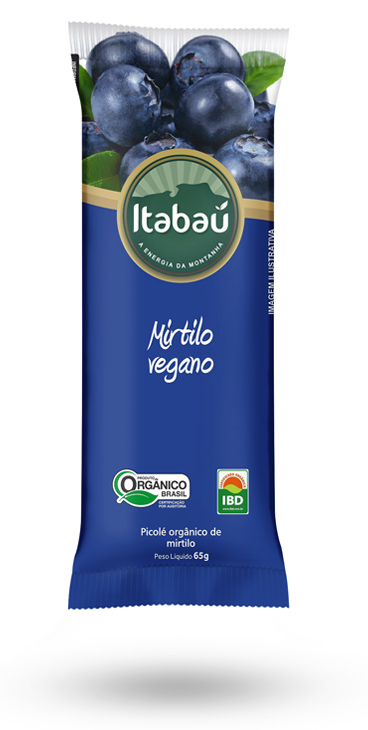 Itabaú
A ENERGIA DA MONTANHA
IMAGEM ILUSTRATIVA
Mirtilo
vegano
PRODUTO
ORGÂNICO
BRASIL
CERTIFICAÇÃO
POR AUDITORIA
IBD
Picolé orgânico de
mirtilo
Peso Líquido 65g